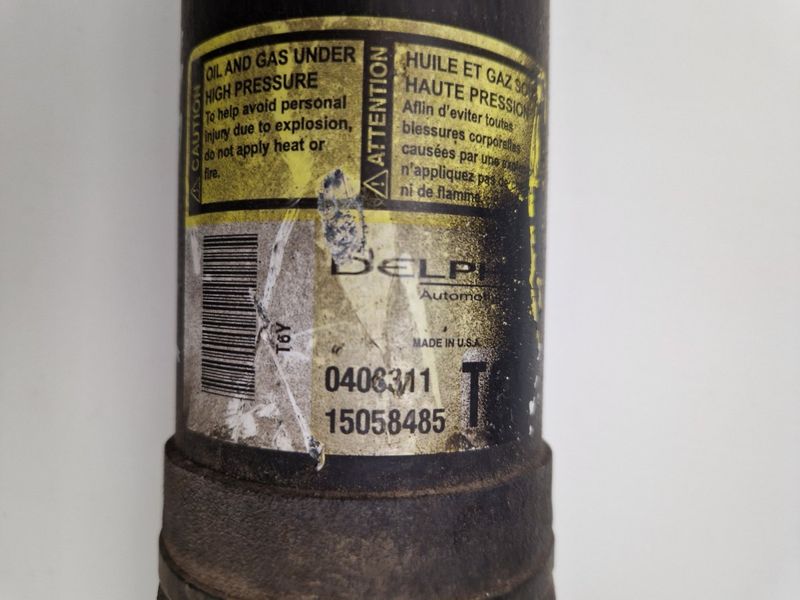 CAUTION
OIL AND GAS UNDER
HIGH PRESSURE
To help avoid personal
injury due to explosion,
do not apply heat or
fire.
ATTENTION
HUILE ET GAZ
HAUTE PRESSION
Afin d'eviter toutes
blessures corporelles
causées par une
n'appliquez pas
ni de flamme
T6Y
DELPHI
MADE IN U.S.A.
0406311
15058485